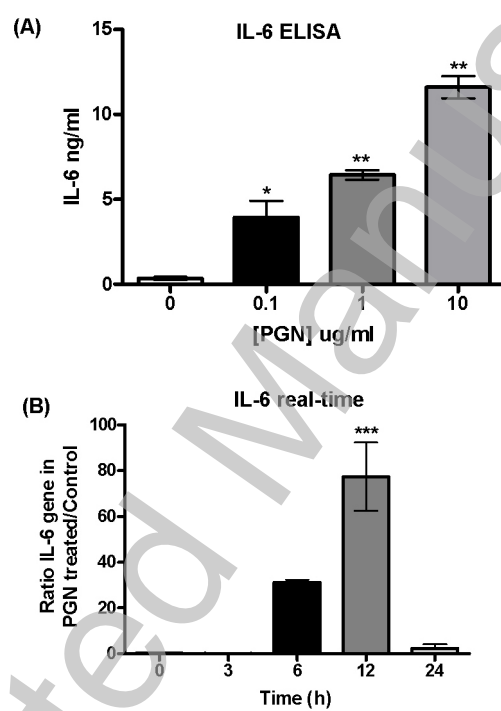 (A)
IL-6 ELISA
15
10
5
0
IL-6 ng/ml
*
**
**
0 0.1 1 10
[PGN] ug/ml
(B)
IL-6 real-time
100
80
60
40
20
0
Ratio IL-6 gene in
PGN treated/Control
***
0 3 6 12 24
Time (h)
ted Manus